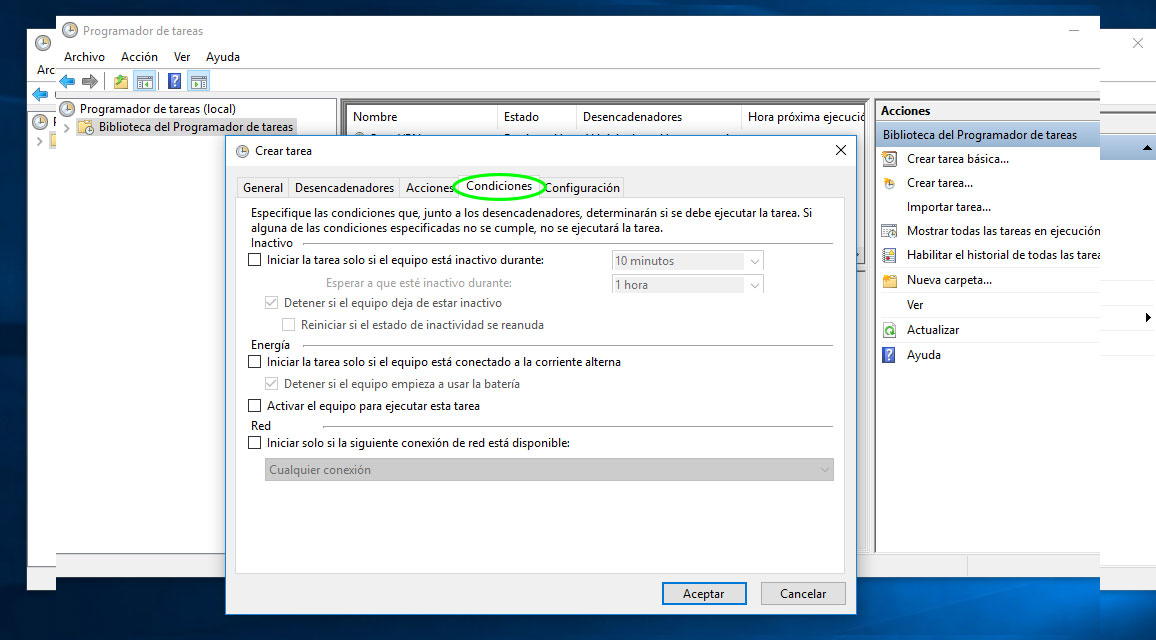 Programador de tareas
Archivo Acción Ver Ayuda
Arc
Programador de tareas (local)
Biblioteca del Programador de tareas
Nombre Estado Desencadenadores Hora próxima ejecució
Crear tarea
General Desencadenadores Acciones Condiciones Configuración
Especifique las condiciones que, junto a los desencadenadores, determinarán si se debe ejecutar la tarea. Si
alguna de las condiciones especificadas no se cumple, no se ejecutará la tarea.
Inactivo
Iniciar la tarea solo si el equipo está inactivo durante: 10 minutos
Esperar a que esté inactivo durante: 1 hora
Detener si el equipo deja de estar inactivo
Reiniciar si el estado de inactividad se reanuda
Energía
Iniciar la tarea solo si el equipo está conectado a la corriente alterna
Detener si el equipo empieza a usar la batería
Activar el equipo para ejecutar esta tarea
Red
Iniciar solo si la siguiente conexión de red está disponible:
Cualquier conexión
Aceptar Cancelar
Acciones
Biblioteca del Programador de tareas
Crear tarea básica...
Crear tarea...
Importar tarea...
Mostrar todas las tareas en ejecución
Habilitar el historial de todas las tarea
Nueva carpeta...
Ver
Actualizar
Ayuda